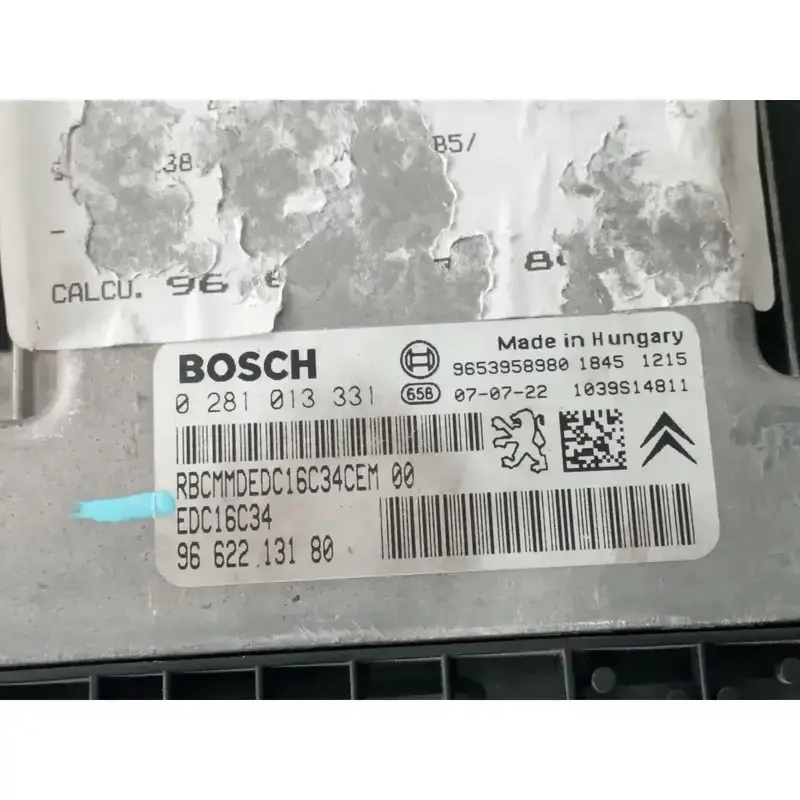 38
B5/
-
CALCU. 96
BOSCH
Made in Hungary
9653958980 1845 1215
0 281 013 331
658 07-07-22 1039S14811
RBCMMDEDC16C34CEM 00
EDC16C34
96 622 131 80